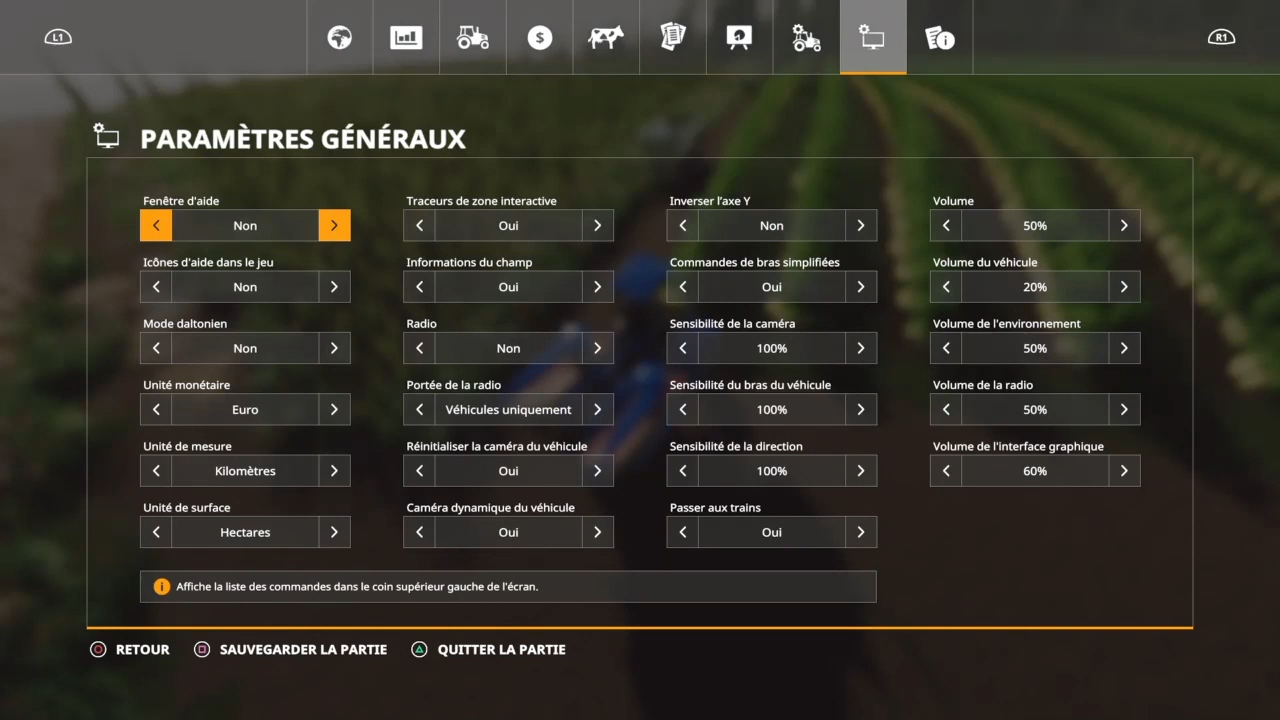 L1
$
R1
PARAMÈTRES GÉNÉRAUX
Fenêtre d'aide
Non
Icônes d'aide dans le jeu
Non
Mode daltonien
Non
Unité monétaire
Euro
Unité de mesure
Kilomètres
Unité de surface
Hectares
Traceurs de zone interactive
Oui
Informations du champ
Oui
Radio
Non
Portée de la radio
Véhicules uniquement
Réinitialiser la caméra du véhicule
Oui
Caméra dynamique du véhicule
Oui
Inverser l'axe Y
Non
Commandes de bras simplifiées
Oui
Sensibilité de la caméra
100%
Sensibilité du bras du véhicule
100%
Sensibilité de la direction
100%
Passer aux trains
Oui
Volume
50%
Volume du véhicule
20%
Volume de l'environnement
50%
Volume de la radio
50%
Volume de l'interface graphique
60%
Affiche la liste des commandes dans le coin supérieur gauche de l'écran.
RETOUR SAUVEGARDER LA PARTIE QUITTER LA PARTIE